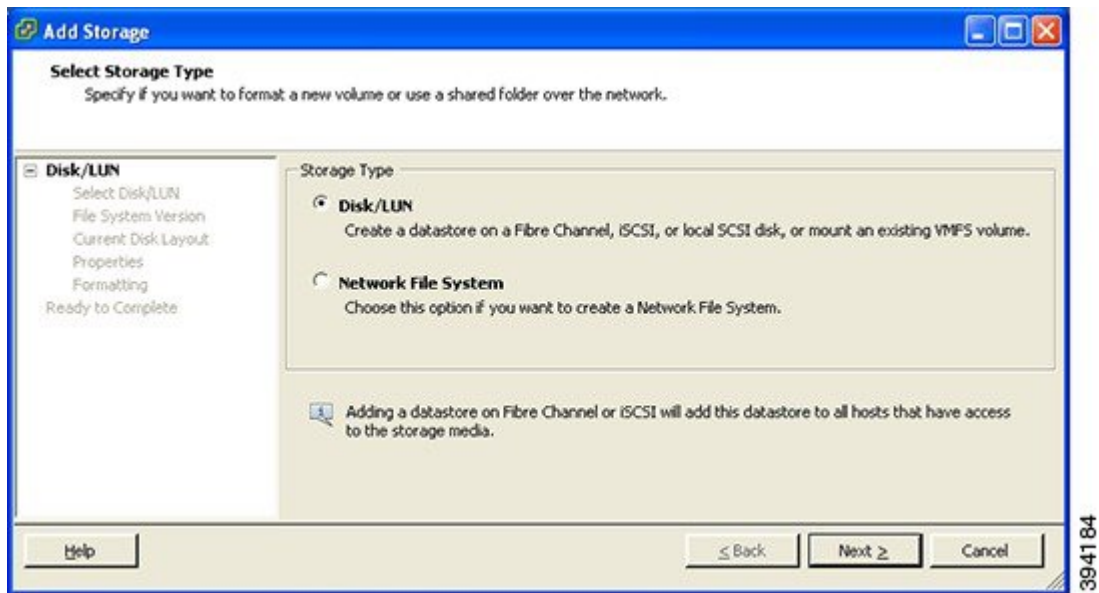 Add Storage
Select Storage Type
Specify if you want to format a new volume or use a shared folder over the network.
Disk/LUN
Select Disk/LUN
File System Version
Current Disk Layout
Properties
Formatting
Ready to Complete
Storage Type
Disk/LUN
Create a datastore on a Fibre Channel, iSCSI, or local SCSI disk, or mount an existing VMFS volume.
Network File System
Choose this option if you want to create a Network File System.
Adding a datastore on Fibre Channel or iSCSI will add this datastore to all hosts that have access
to the storage media.
Help
≤ Back
Next ≥
Cancel
394184